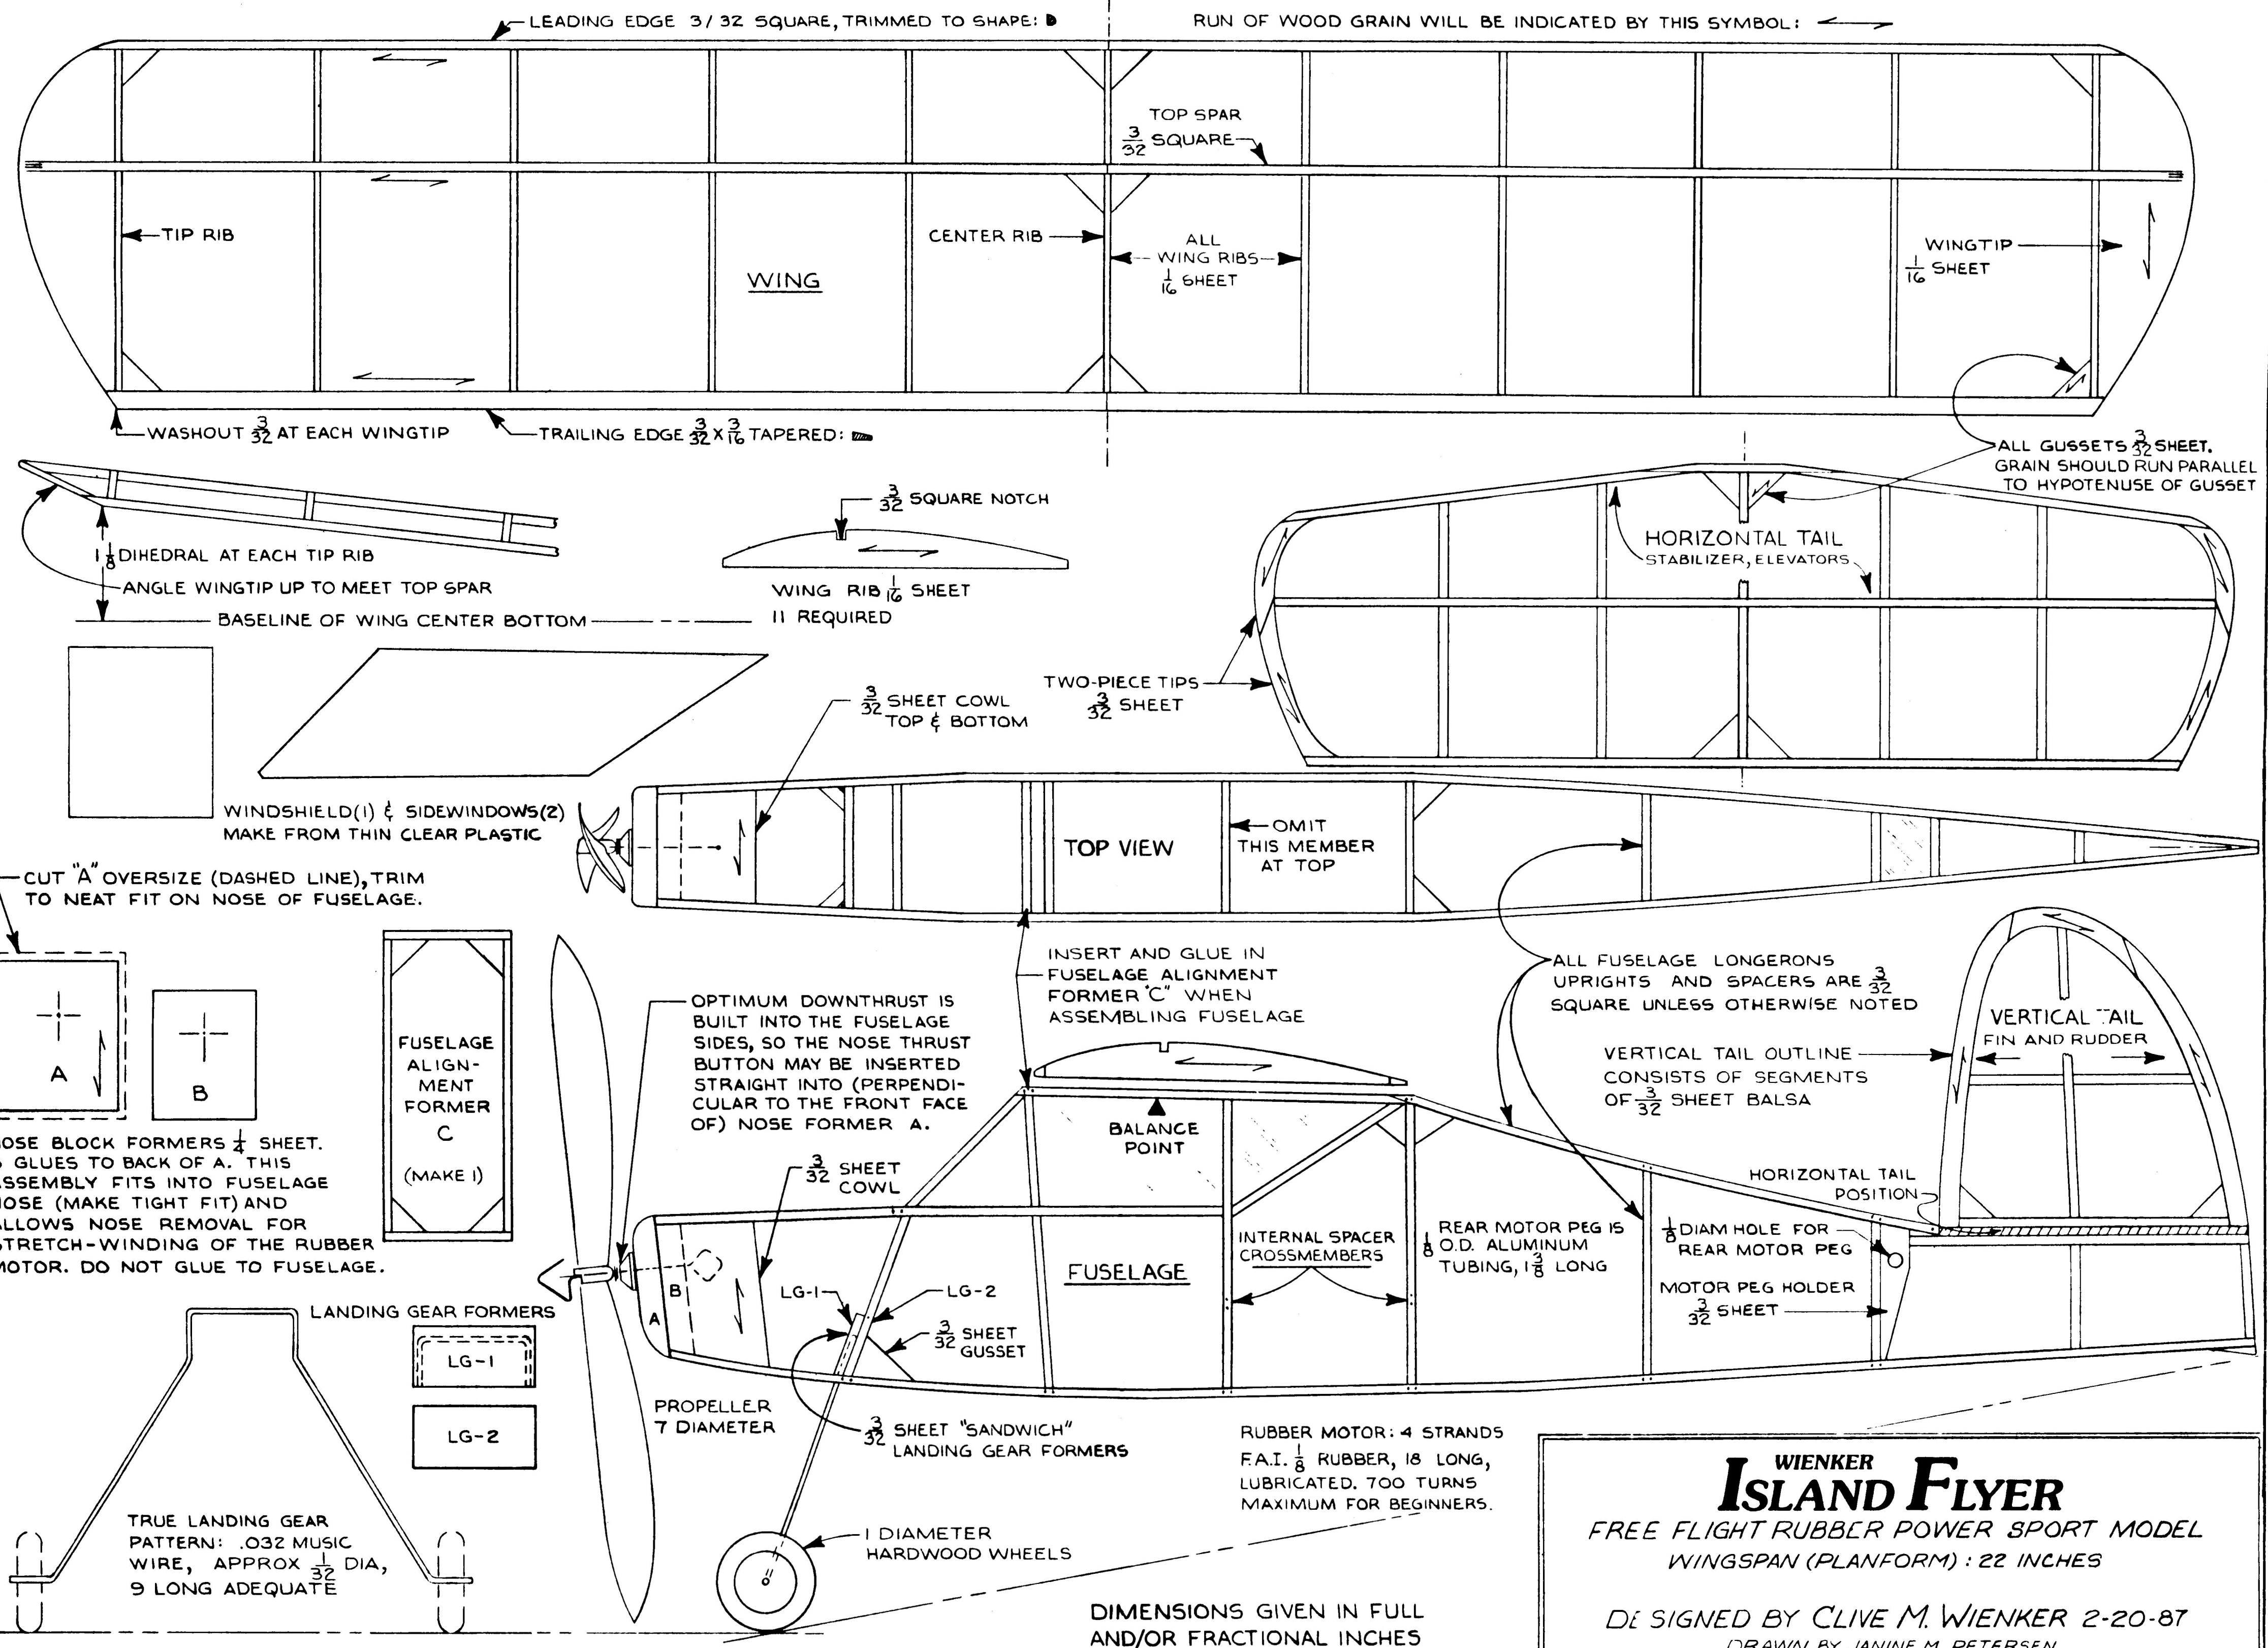 LEADING EDGE 3/32 SQUARE, TRIMMED TO SHAPE:
RUN OF WOOD GRAIN WILL BE INDICATED BY THIS SYMBOL:
TOP SPAR
3/32 SQUARE
TIP RIB
CENTER RIB
ALL
WING RIBS
1/16 SHEET
WING
WINGTIP
1/16 SHEET
WASHOUT 3/32 AT EACH WINGTIP
TRAILING EDGE 3/32 X 3/16 TAPERED:
ALL GUSSETS 3/32 SHEET.
GRAIN SHOULD RUN PARALLEL
TO HYPOTENUSE OF GUSSET
3/32 SQUARE NOTCH
1 1/8 DIHEDRAL AT EACH TIP RIB
ANGLE WINGTIP UP TO MEET TOP SPAR
BASELINE OF WING CENTER BOTTOM
WING RIB 1/16 SHEET
11 REQUIRED
HORIZONTAL TAIL
STABILIZER, ELEVATORS
TWO-PIECE TIPS
3/32 SHEET
3/32 SHEET COWL
TOP & BOTTOM
WINDSHIELD(1) & SIDEWINDOWS(2)
MAKE FROM THIN CLEAR PLASTIC
TOP VIEW
OMIT
THIS MEMBER
AT TOP
CUT "A" OVERSIZE (DASHED LINE), TRIM
TO NEAT FIT ON NOSE OF FUSELAGE.
A
B
FUSELAGE
ALIGN-
MENT
FORMER
C
(MAKE 1)
OPTIMUM DOWNTHRUST IS
BUILT INTO THE FUSELAGE
SIDES, SO THE NOSE THRUST
BUTTON MAY BE INSERTED
STRAIGHT INTO (PERPENDI-
CULAR TO THE FRONT FACE
OF) NOSE FORMER A.
INSERT AND GLUE IN
FUSELAGE ALIGNMENT
FORMER "C" WHEN
ASSEMBLING FUSELAGE
ALL FUSELAGE LONGERONS
UPRIGHTS AND SPACERS ARE 3/32
SQUARE UNLESS OTHERWISE NOTED
VERTICAL TAIL
FIN AND RUDDER
VERTICAL TAIL OUTLINE
CONSISTS OF SEGMENTS
OF 3/32 SHEET BALSA
OSE BLOCK FORMERS 1/4 SHEET.
GLUES TO BACK OF A. THIS
SSEMBLY FITS INTO FUSELAGE
OSE (MAKE TIGHT FIT) AND
LLOWS NOSE REMOVAL FOR
TRETCH-WINDING OF THE RUBBER
OTOR. DO NOT GLUE TO FUSELAGE.
BALANCE
POINT
3/32 SHEET
COWL
HORIZONTAL TAIL
POSITION
INTERNAL SPACER
CROSSMEMBERS
REAR MOTOR PEG IS
1/8 O.D. ALUMINUM
TUBING, 1 3/8 LONG
1/8 DIAM HOLE FOR
REAR MOTOR PEG
MOTOR PEG HOLDER
3/32 SHEET
FUSELAGE
A
B
LG-1
LG-2
3/32 SHEET
GUSSET
LANDING GEAR FORMERS
LG-1
LG-2
PROPELLER
7 DIAMETER
3/32 SHEET "SANDWICH"
LANDING GEAR FORMERS
RUBBER MOTOR: 4 STRANDS
F.A.I. 1/8 RUBBER, 18 LONG,
LUBRICATED. 700 TURNS
MAXIMUM FOR BEGINNERS.
TRUE LANDING GEAR
PATTERN: .032 MUSIC
WIRE, APPROX 1/32 DIA,
9 LONG ADEQUATE
1 DIAMETER
HARDWOOD WHEELS
DIMENSIONS GIVEN IN FULL
AND/OR FRACTIONAL INCHES
WIENKER
ISLAND FLYER
FREE FLIGHT RUBBER POWER SPORT MODEL
WINGSPAN (PLANFORM): 22 INCHES
DESIGNED BY CLIVE M. WIENKER 2-20-87
DRAWN BY JANINE M. PETERSEN